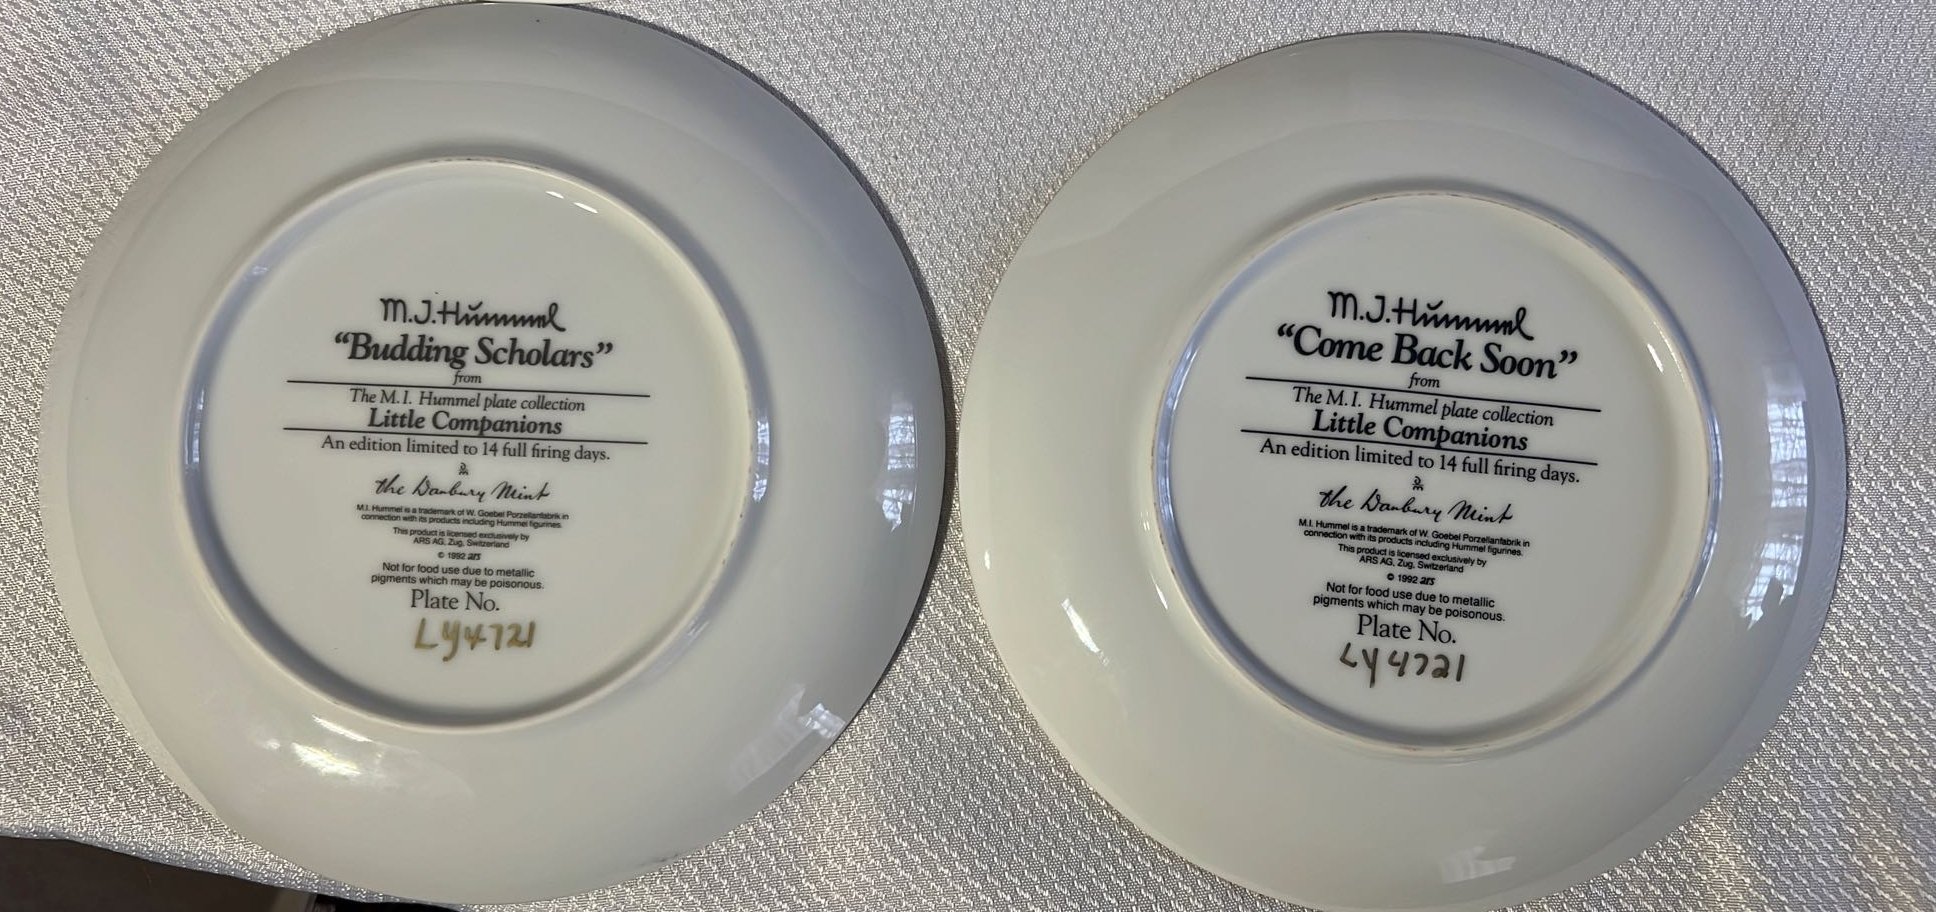 M.J.Hummel
“Budding Scholars”
from
The M.I. Hummel plate collection
Little Companions
An edition limited to 14 full firing days.
the Danbury Mint
M.I. Hummel is a trademark of W. Goebel Porzellanfabrik in
connection with its products including Hummel figurines.
This product is licensed exclusively by
ARS AG, Zug, Switzerland
© 1992 ars
Not for food use due to metallic
pigments which may be poisonous.
Plate No.
LY4721
M.J.Hummel
“Come Back Soon”
from
The M.I. Hummel plate collection
Little Companions
An edition limited to 14 full firing days.
the Danbury Mint
M.I. Hummel is a trademark of W. Goebel Porzellanfabrik in
connection with its products including Hummel figurines.
This product is licensed exclusively by
ARS AG, Zug, Switzerland
© 1992 ars
Not for food use due to metallic
pigments which may be poisonous.
Plate No.
LY4721